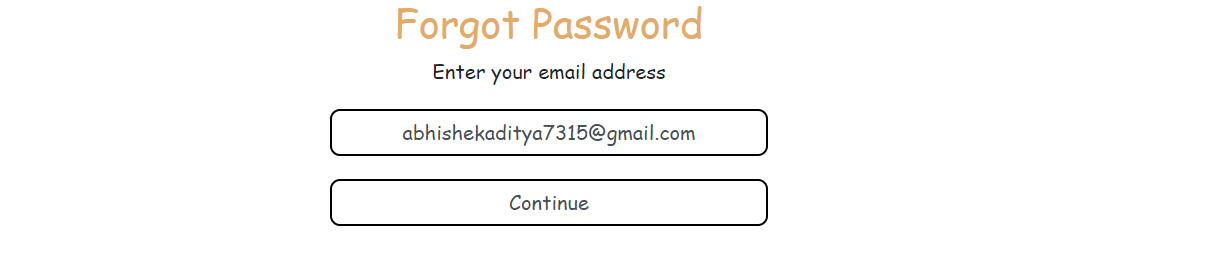 Forgot Password
Enter your email address
abhishekaditya7315@gmail.com
Continue